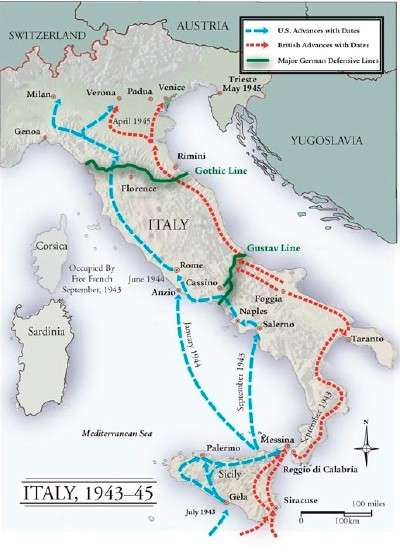 SWITZERLAND
AUSTRIA
U.S. Advances with Dates
British Advances with Dates
Major German Defensive Lines
Milan
Verona
Padua
Venice
Trieste
May 1945
April 1945
Genoa
YUGOSLAVIA
Rimini
Gothic Line
Florence
ITALY
Gustav Line
Corsica
Occupied By
Free French
September, 1943
June 1944
Rome
Anzio
Cassino
Foggia
Naples
Salerno
Taranto
Sardinia
January 1944
September 1943
September 1943
Mediterranean Sea
Messina
Palermo
Reggio di Calabria
Sicily
Gela
Siracuse
July 1943
ITALY, 1943–45
N
100 miles
0
100km